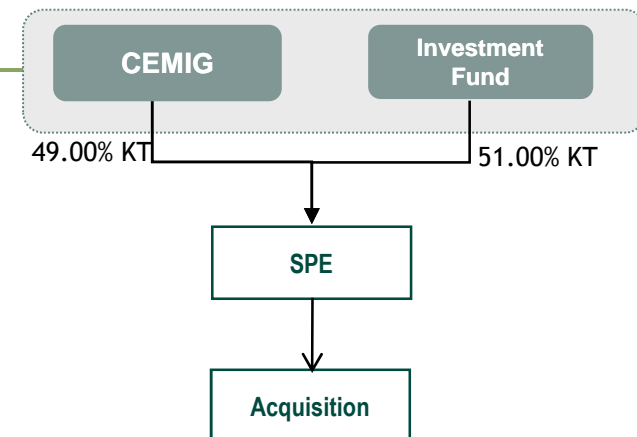 CEMIG
Investment
Fund
49.00% KT
51.00% KT
SPE
Acquisition